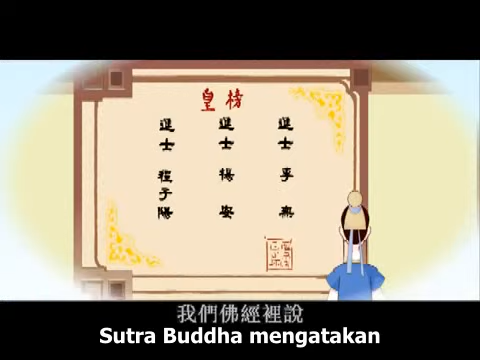 皇榜
進士 李
進士 楊安
進士 程子陽
我們佛經裡說
Sutra Buddha mengatakan